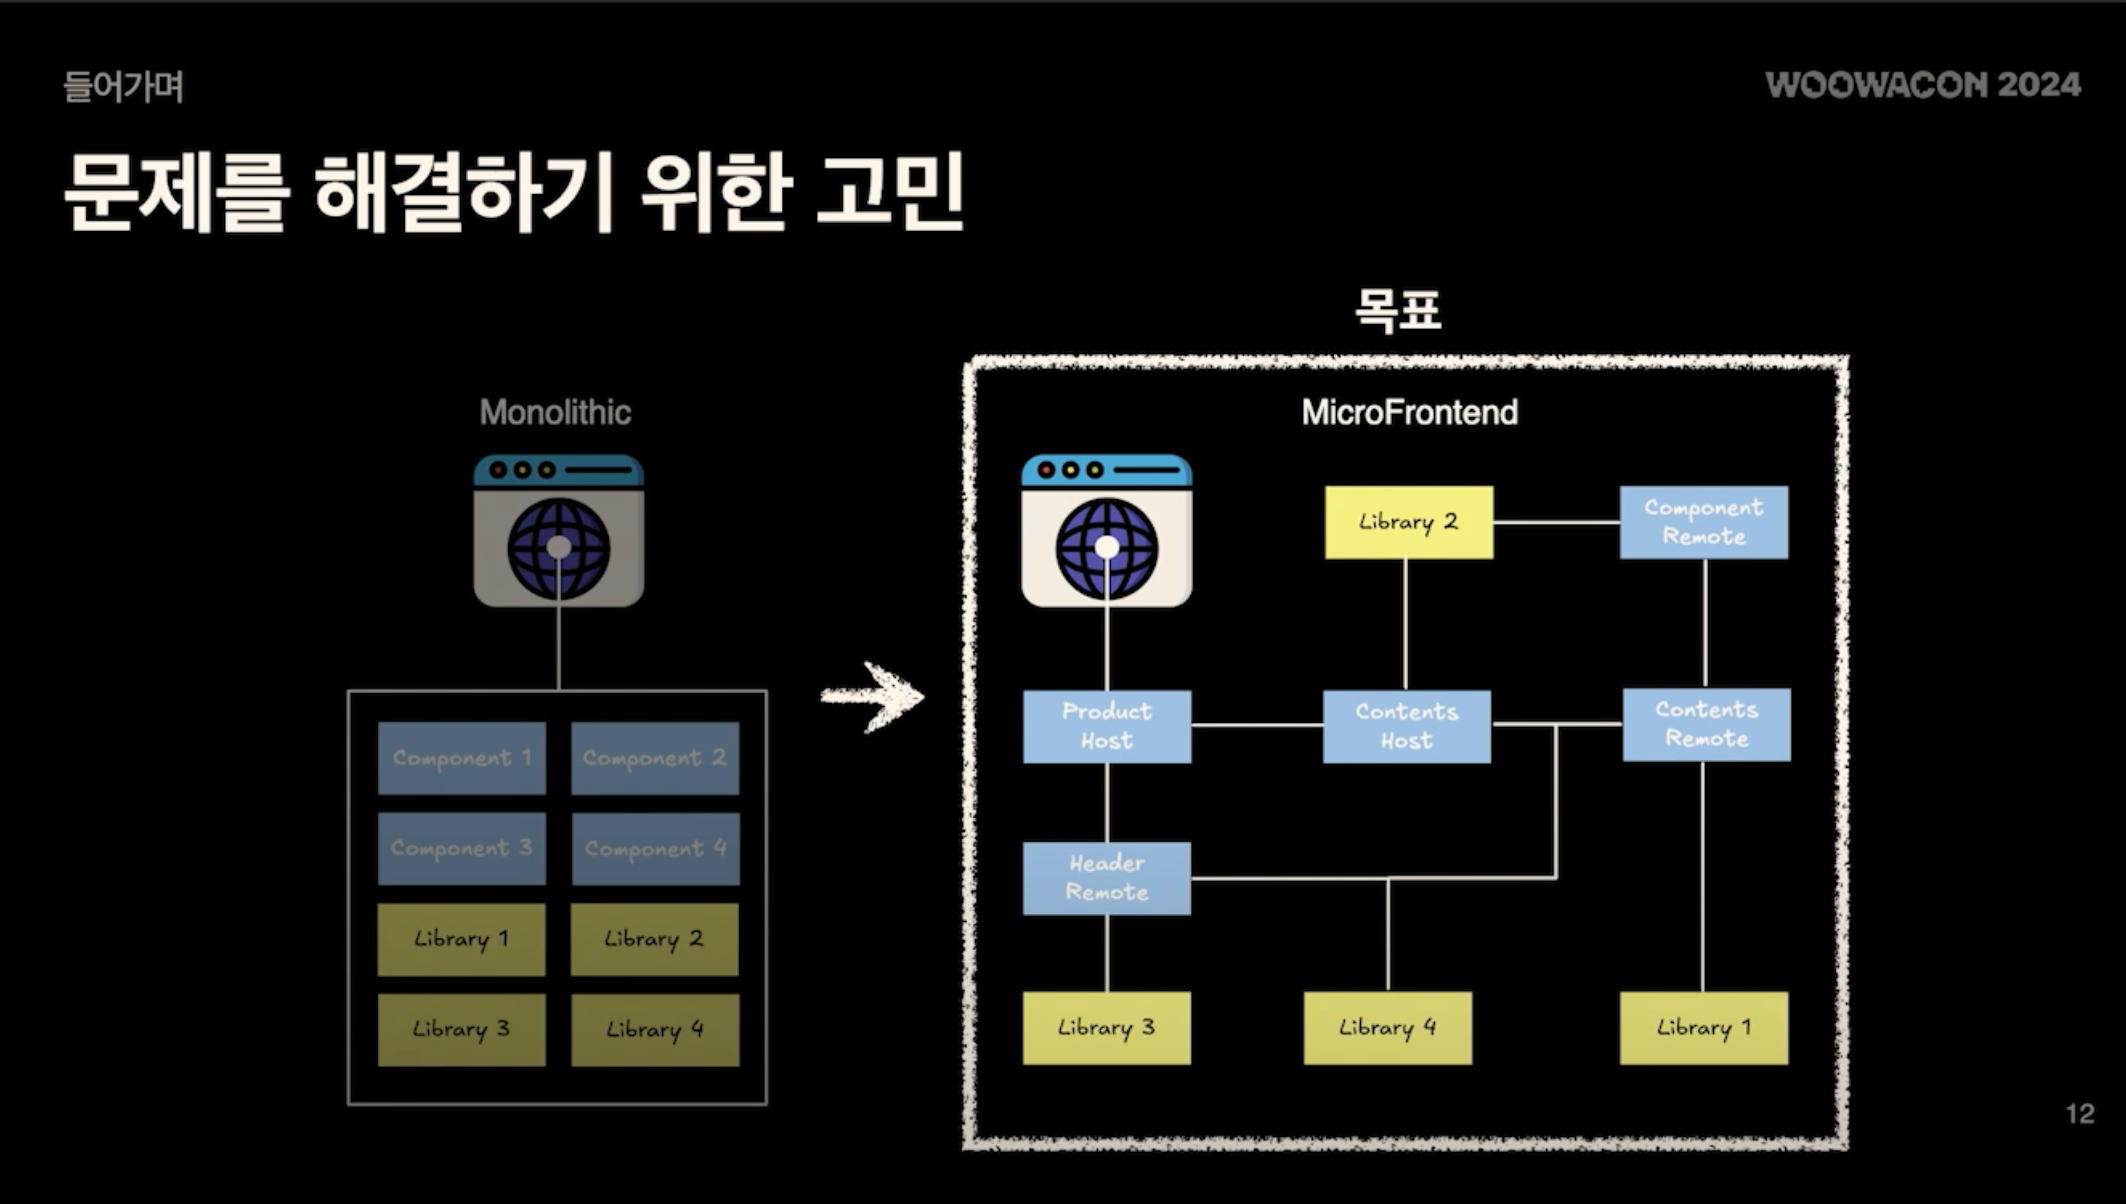 들어가며
WOOWACON 2024
문제를 해결하기 위한 고민
목표
Monolithic
MicroFrontend
Component 1
Component 2
Component 3
Component 4
Library 1
Library 2
Library 3
Library 4
Library 2
Component
Remote
Product
Host
Contents
Host
Contents
Remote
Header
Remote
Library 3
Library 4
Library 1
12